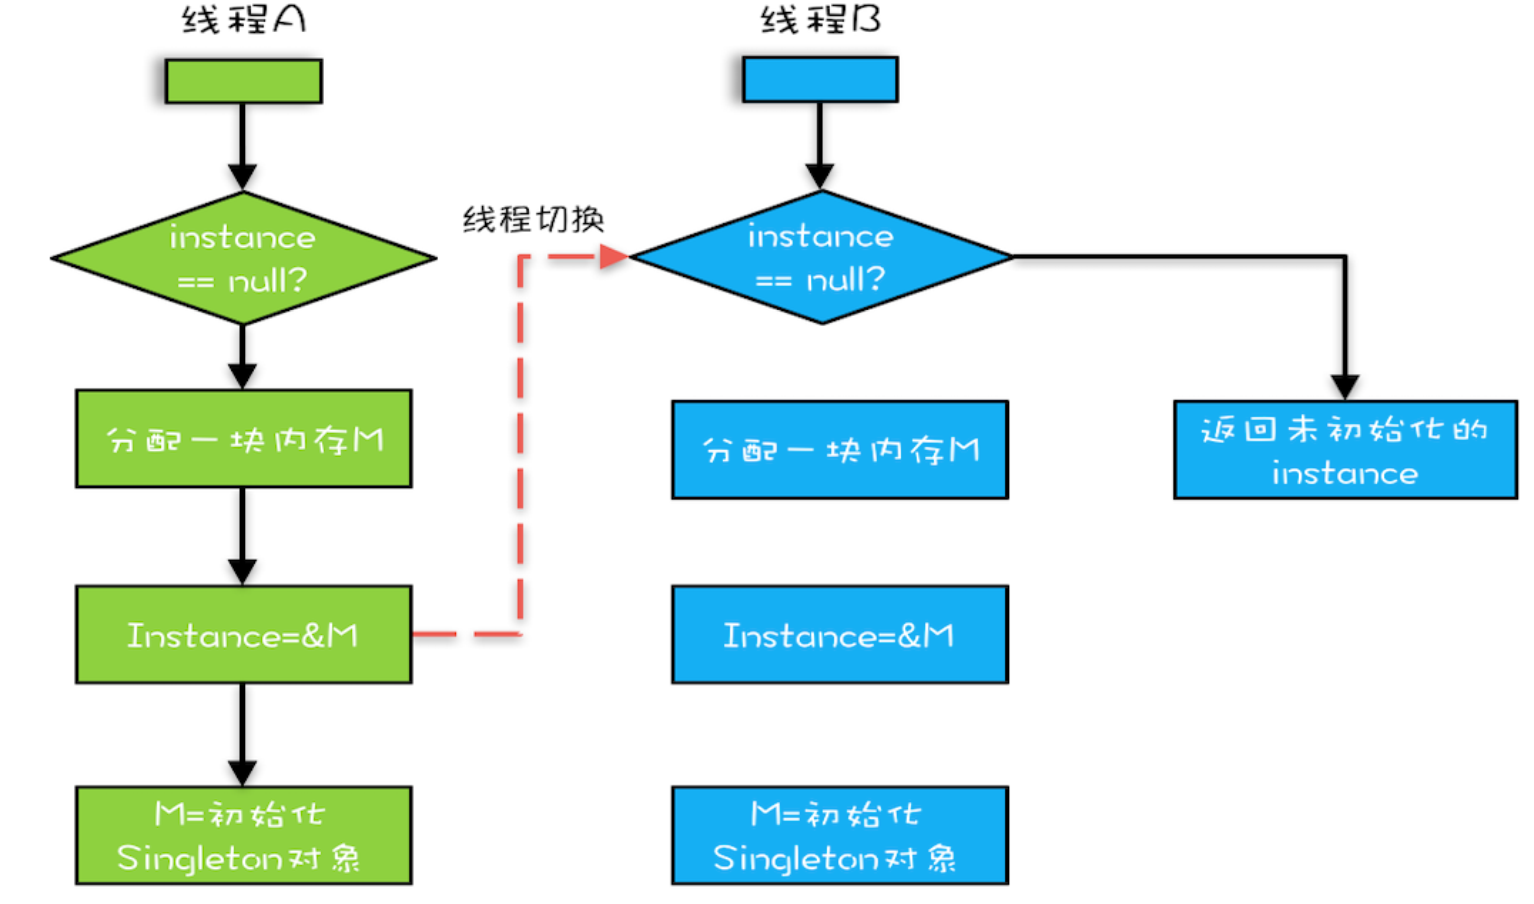 线程A
线程B
instance
== null?
线程切换
instance
== null?
分配一块内存M
分配一块内存M
返回未初始化的
instance
Instance=&M
Instance=&M
M=初始化
Singleton对象
M=初始化
Singleton对象